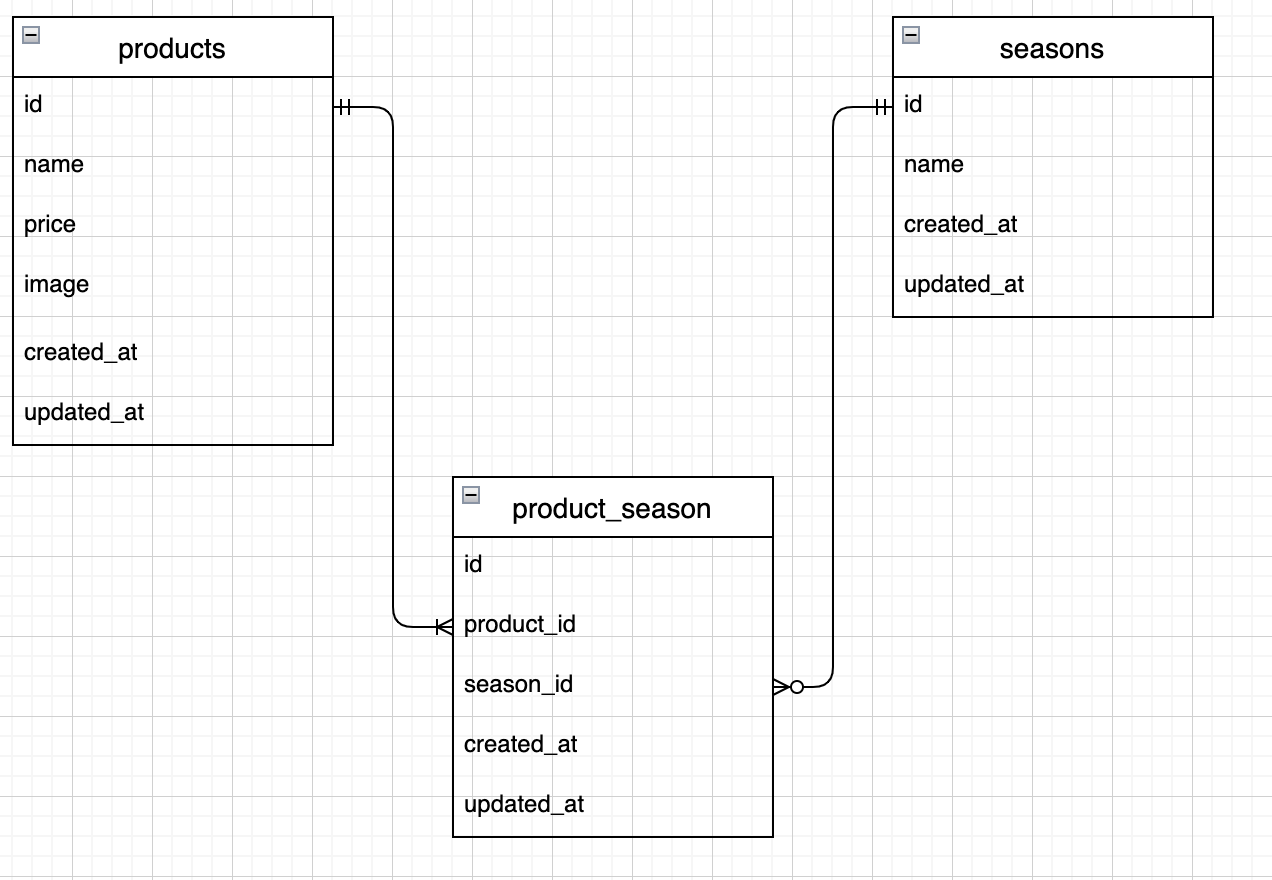 products
id
name
price
image
created_at
updated_at
seasons
id
name
created_at
updated_at
product_season
id
product_id
season_id
created_at
updated_at